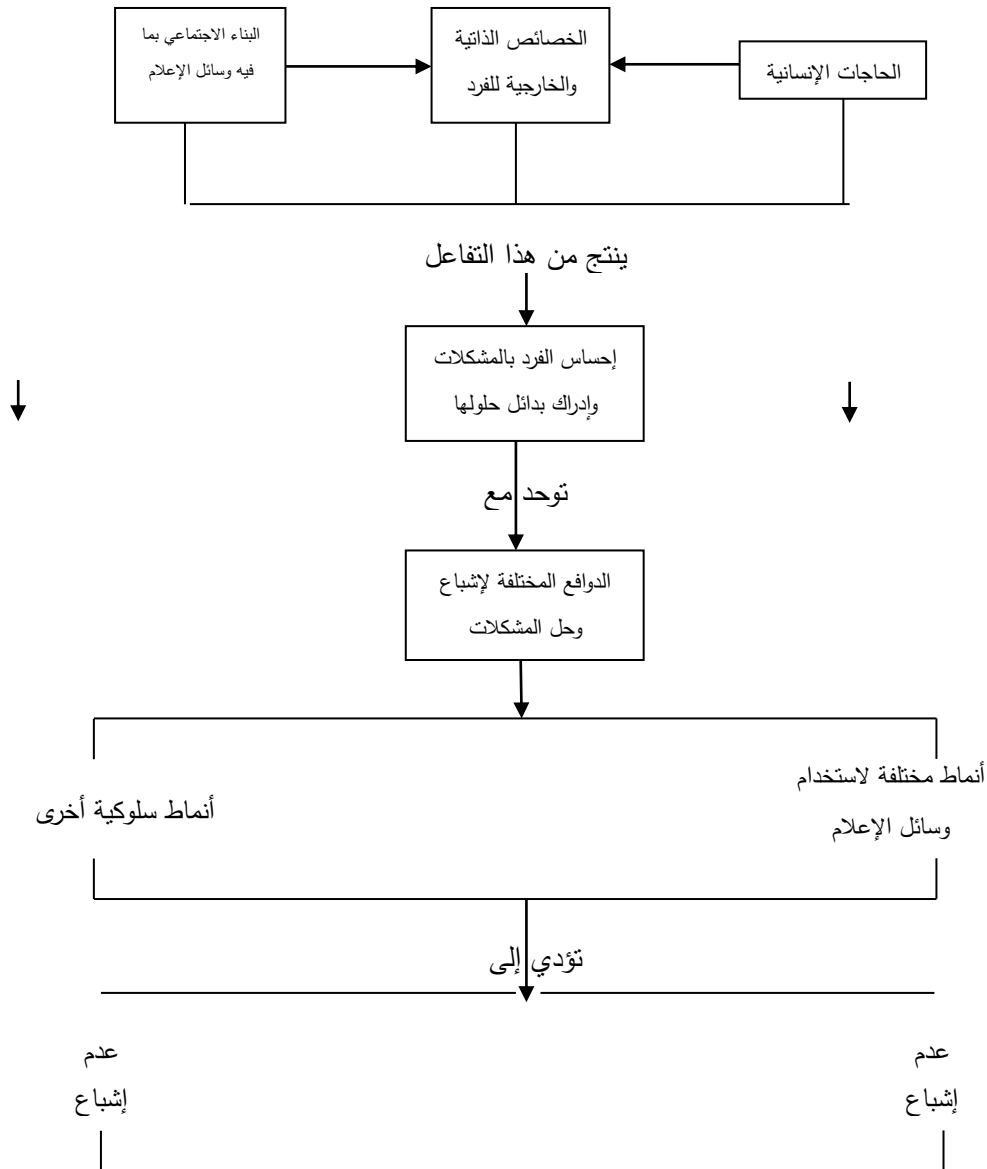 الحاجات الإنسانية
الخصائص الذاتية
والخارجية للفرد
البناء الاجتماعي بما
فيه وسائل الإعلام
ينتج من هذا التفاعل
إحساس الفرد بالمشكلات
وإدراك بدائل حلولها
توحد مع
الدوافع المختلفة لإشباع
وحل المشكلات
أنماط مختلفة لاستخدام
وسائل الإعلام
أنماط سلوكية أخرى
تؤدي إلى
عدم
إشباع
عدم
إشباع